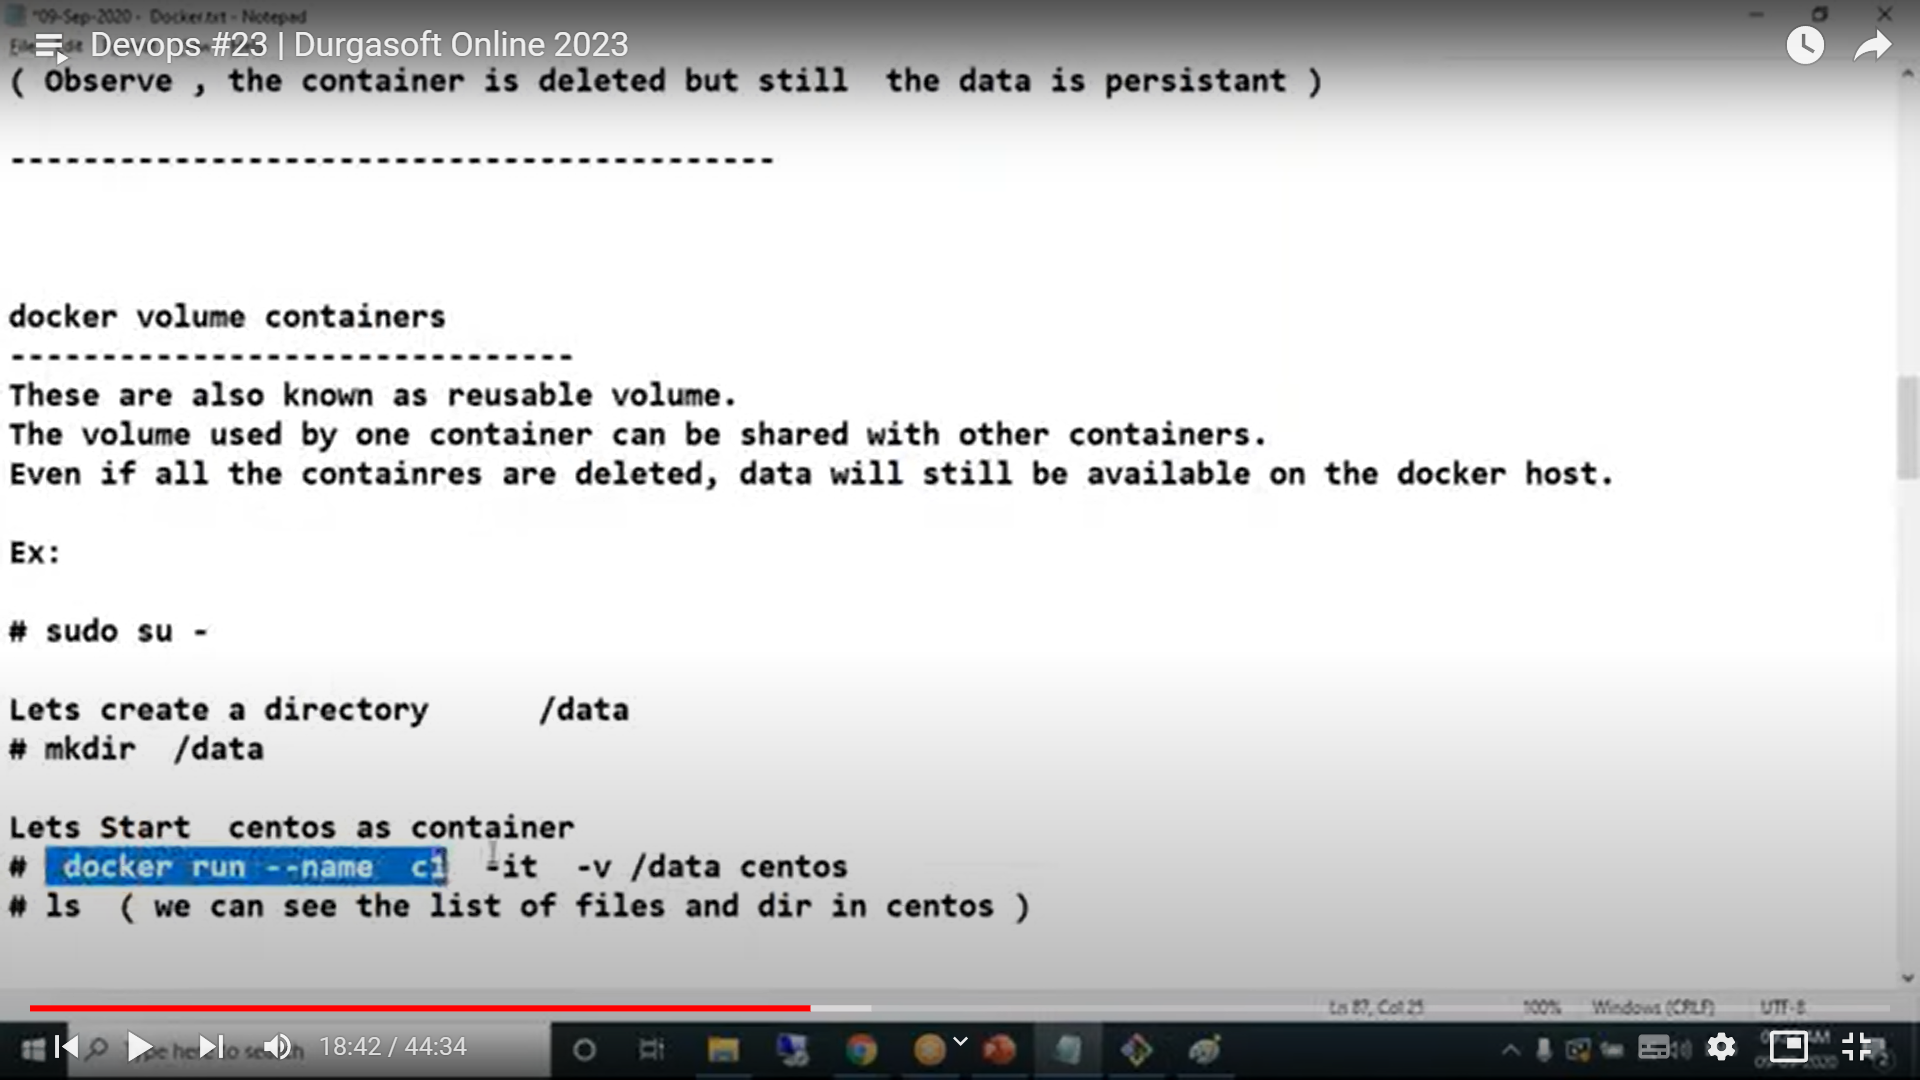 *09-Sep-2020 - Docker.txt - Notepad
Devops #23 | Durgasoft Online 2023
( Observe , the container is deleted but still  the data is persistant )
------------------------------------------
docker volume containers
-------------------------------
These are also known as reusable volume.
The volume used by one container can be shared with other containers.
Even if all the containres are deleted, data will still be available on the docker host.
Ex:
# sudo su -
Lets create a directory      /data
# mkdir  /data
Lets Start  centos as container
#  docker run --name  c1  -it  -v /data centos
# ls  ( we can see the list of files and dir in centos )
Ln 87, Col 25 100% Windows (CRLF) UTF-8
18:42 / 44:34